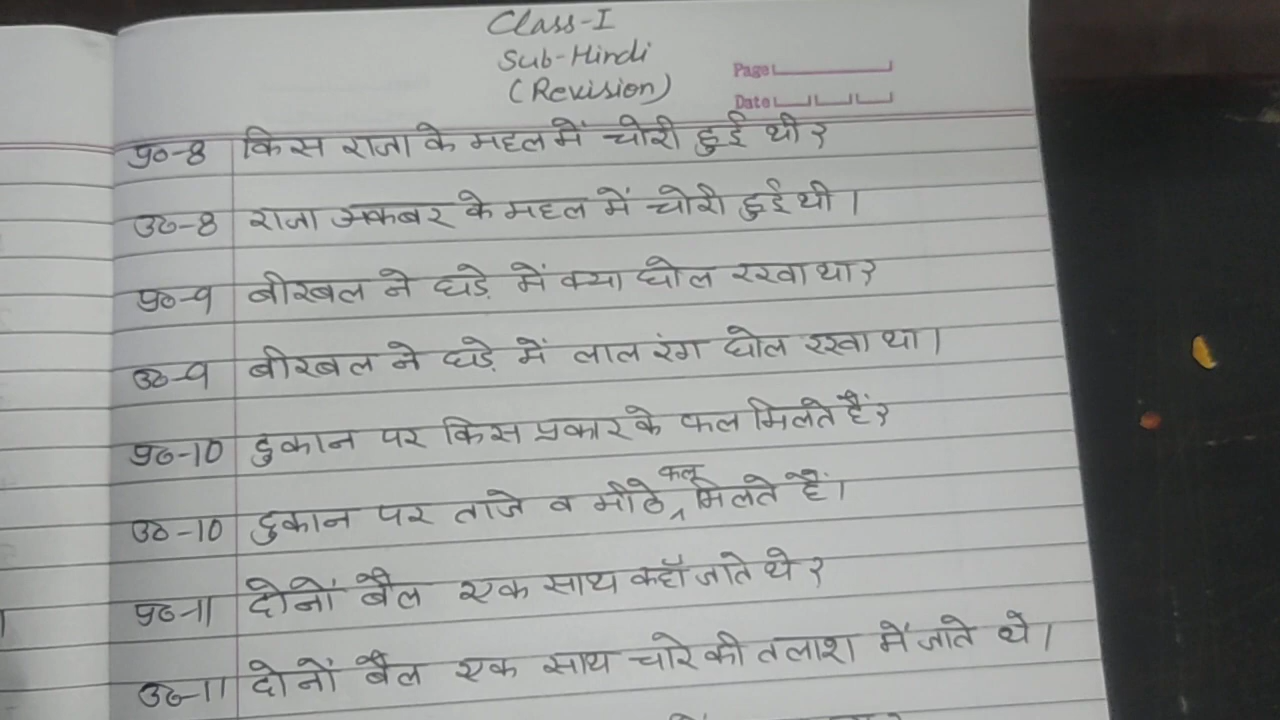 Class-I
Sub-Hindi
(Revision)
Page
Date
प्र०-8 किस राजा के महल में चोरी हुई थी?
उ०-8 राजा अकबर के महल में चोरी हुई थी।
प्र०-9 बीरबल ने घड़े में क्या घोल रखा था?
उ०-9 बीरबल ने घड़े में लाल रंग घोल रखा था।
प्र०-10 दुकान पर किस प्रकार के फल मिलते हैं?
उ०-10 दुकान पर ताजे व मीठे फल मिलते हैं।
प्र०-11 दोनों बैल एक साथ कहाँ जाते थे?
उ०-11 दोनों बैल एक साथ चारे की तलाश में जाते थे।